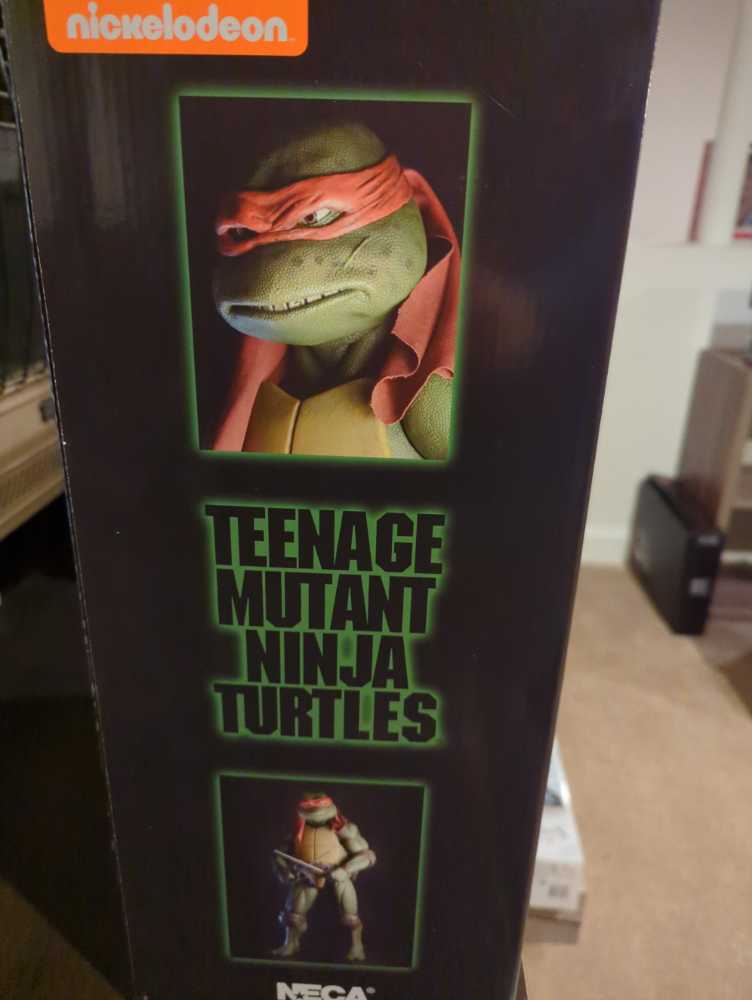 nickelodeon
TEENAGE
MUTANT
NINJA
TURTLES
NECA®